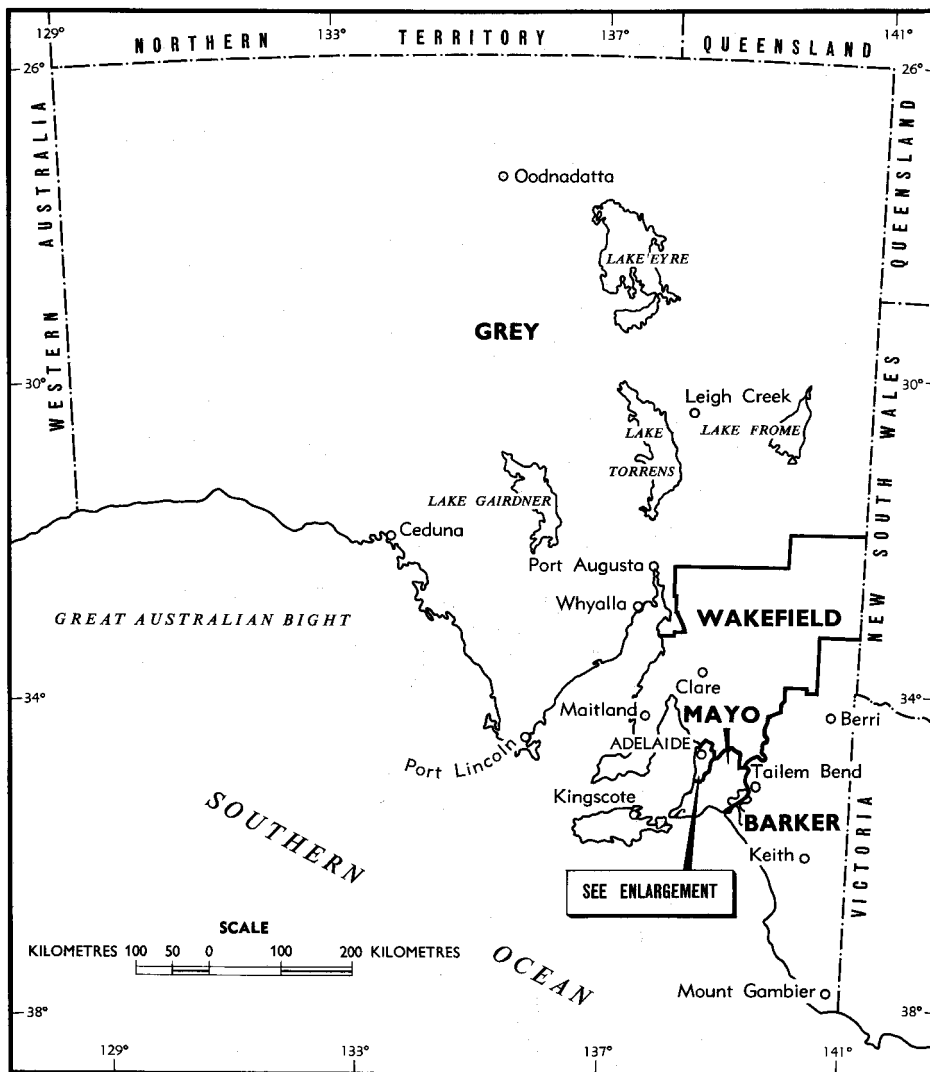 129° 133° 137° 141°
NORTHERN TERRITORY QUEENSLAND
26° 26°
WESTERN AUSTRALIA
QUEENSLAND
Oodnadatta
LAKE EYRE
GREY
30° 30°
Leigh Creek
LAKE FROME
LAKE
TORRENS
LAKE GAIRDNER
NEW SOUTH WALES
Ceduna
Port Augusta
Whyalla
WAKEFIELD
GREAT AUSTRALIAN BIGHT
Clare
34° 34°
Maitland
MAYO
Berri
ADELAIDE
Port Lincoln
Tailem Bend
Kingscote
BARKER
SOUTHERN
Keith
VICTORIA
SEE ENLARGEMENT
SCALE
KILOMETRES 100 50 0 100 200 KILOMETRES
OCEAN
Mount Gambier
38° 38°
129° 133° 137° 141°